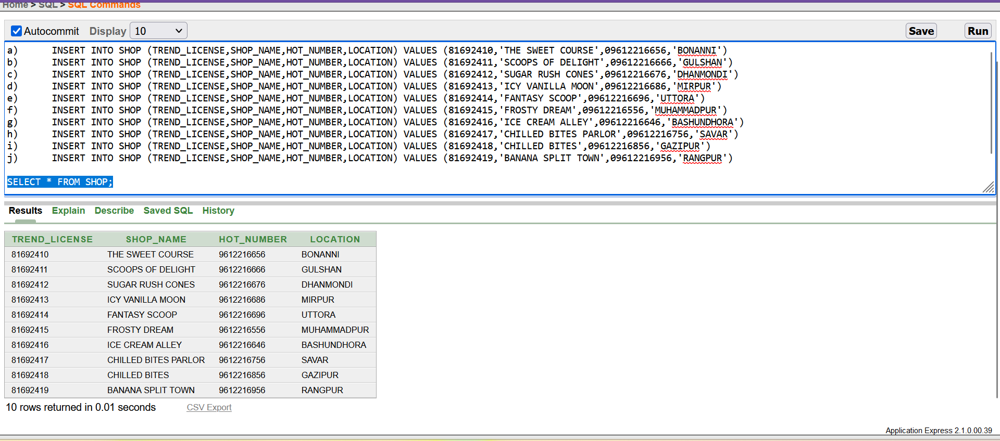 Home > SQL > SQL Commands
Autocommit Display 10 Save Run
a) INSERT INTO SHOP (TREND_LICENSE,SHOP_NAME,HOT_NUMBER,LOCATION) VALUES (81692410,'THE SWEET COURSE',09612216656,'BONANNI')
b) INSERT INTO SHOP (TREND_LICENSE,SHOP_NAME,HOT_NUMBER,LOCATION) VALUES (81692411,'SCOOPS OF DELIGHT',09612216666,'GULSHAN')
c) INSERT INTO SHOP (TREND_LICENSE,SHOP_NAME,HOT_NUMBER,LOCATION) VALUES (81692412,'SUGAR RUSH CONES',09612216676,'DHANMONDI')
d) INSERT INTO SHOP (TREND_LICENSE,SHOP_NAME,HOT_NUMBER,LOCATION) VALUES (81692413,'ICY VANILLA MOON',09612216686,'MIRPUR')
e) INSERT INTO SHOP (TREND_LICENSE,SHOP_NAME,HOT_NUMBER,LOCATION) VALUES (81692414,'FANTASY SCOOP',09612216696,'UTTORA')
f) INSERT INTO SHOP (TREND_LICENSE,SHOP_NAME,HOT_NUMBER,LOCATION) VALUES (81692415,'FROSTY DREAM',09612216556,'MUHAMMADPUR')
g) INSERT INTO SHOP (TREND_LICENSE,SHOP_NAME,HOT_NUMBER,LOCATION) VALUES (81692416,'ICE CREAM ALLEY',09612216646,'BASHUNDHORA')
h) INSERT INTO SHOP (TREND_LICENSE,SHOP_NAME,HOT_NUMBER,LOCATION) VALUES (81692417,'CHILLED BITES PARLOR',09612216756,'SAVAR')
i) INSERT INTO SHOP (TREND_LICENSE,SHOP_NAME,HOT_NUMBER,LOCATION) VALUES (81692418,'CHILLED BITES',09612216856,'GAZIPUR')
j) INSERT INTO SHOP (TREND_LICENSE,SHOP_NAME,HOT_NUMBER,LOCATION) VALUES (81692419,'BANANA SPLIT TOWN',09612216956,'RANGPUR')
SELECT * FROM SHOP;
Results Explain Describe Saved SQL History
TREND_LICENSE SHOP_NAME HOT_NUMBER LOCATION
81692410 THE SWEET COURSE 9612216656 BONANNI
81692411 SCOOPS OF DELIGHT 9612216666 GULSHAN
81692412 SUGAR RUSH CONES 9612216676 DHANMONDI
81692413 ICY VANILLA MOON 9612216686 MIRPUR
81692414 FANTASY SCOOP 9612216696 UTTORA
81692415 FROSTY DREAM 9612216556 MUHAMMADPUR
81692416 ICE CREAM ALLEY 9612216646 BASHUNDHORA
81692417 CHILLED BITES PARLOR 9612216756 SAVAR
81692418 CHILLED BITES 9612216856 GAZIPUR
81692419 BANANA SPLIT TOWN 9612216956 RANGPUR
10 rows returned in 0.01 seconds CSV Export
Application Express 2.1.0.00.39